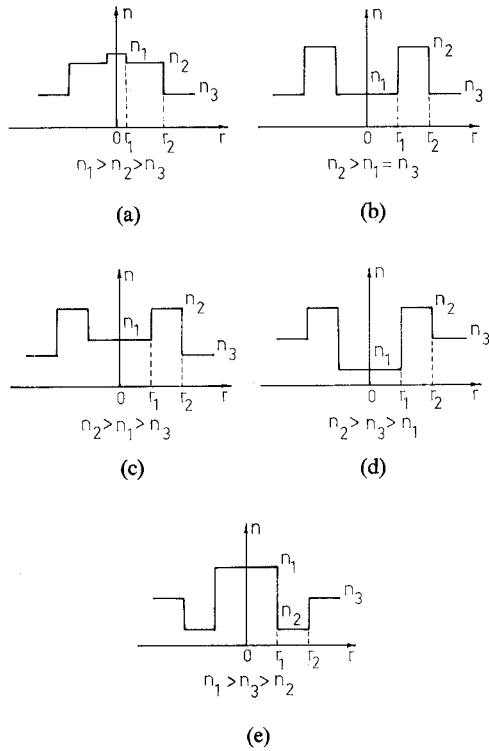 n n
n₁ n₂ n₃ n₂ n₁ n₃
0 r₁ r₂ r 0 r₁ r₂ r
n₁ > n₂ > n₃ n₂ > n₁ = n₃
(a) (b)
n n
n₂ n₁ n₃ n₂ n₁ n₃
0 r₁ r₂ r 0 r₁ r₂ r
n₂ > n₁ > n₃ n₂ > n₃ > n₁
(c) (d)
n
n₁ n₂ n₃
0 r₁ r₂ r
n₁ > n₃ > n₂
(e)